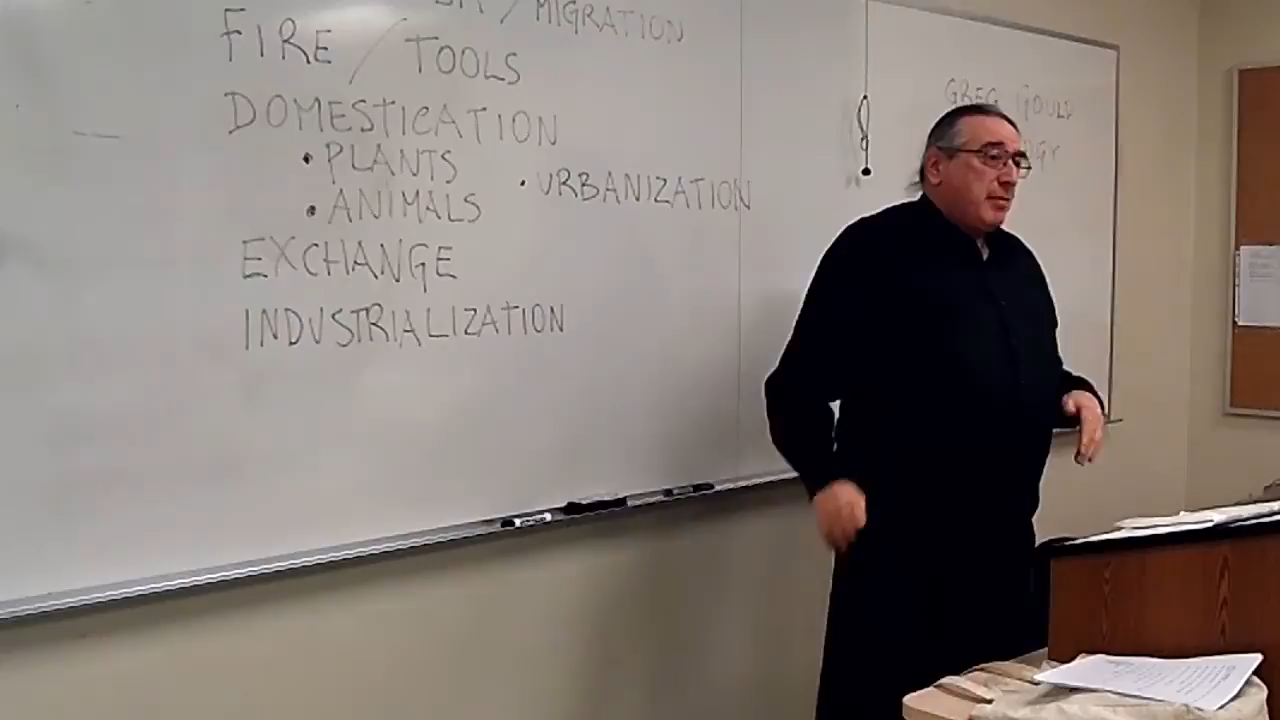 / MIGRATION
FIRE / TOOLS
DOMESTICATION
• PLANTS
• ANIMALS
• URBANIZATION
EXCHANGE
INDUSTRIALIZATION
GREG GOULD